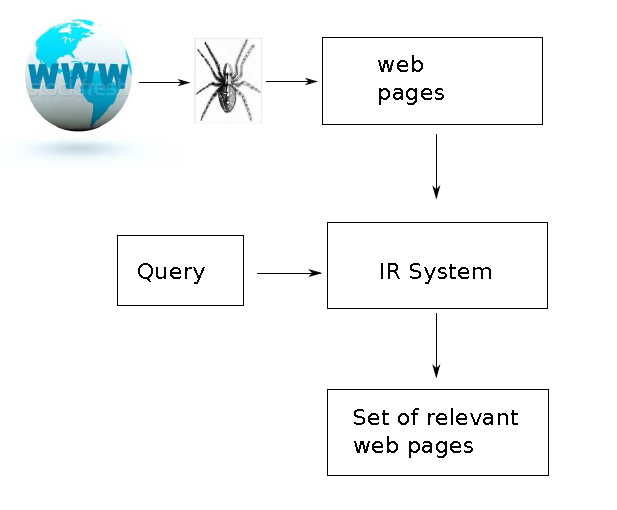 WWW
web
pages
Query
IR System
Set of relevant
web pages